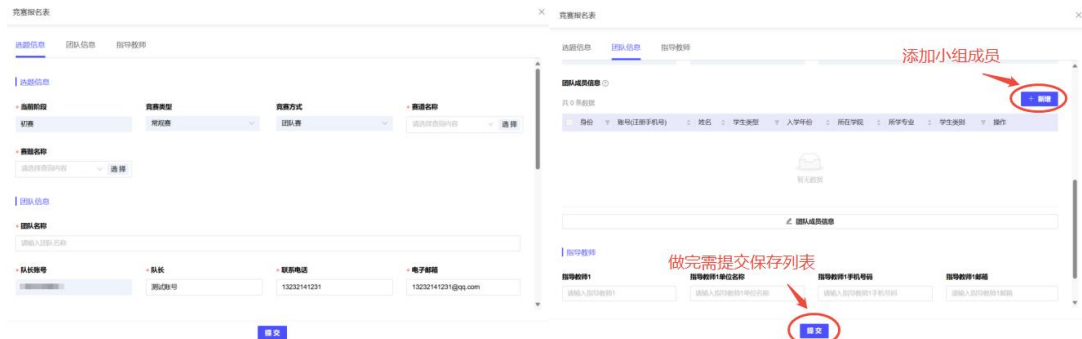 竞赛报名表
选题信息 团队信息 指导教师
选题信息
* 当前阶段 竞赛类型 竞赛方式 * 赛道名称
初赛 常规赛 团队赛 请选择查询内容 选择
* 赛题名称
请选择查询内容 选择
团队信息
* 团队名称
请输入团队名称
* 队长账号 * 队长 * 联系电话 * 电子邮箱
测试账号 13232141231 13232141231@qq.com
提交
竞赛报名表
选题信息 团队信息 指导教师
添加小组成员
团队成员信息
共 0 条数据
+ 新增
身份 账号(注册手机号) 姓名 学生类型 入学年份 所在学院 所学专业 学生类别 操作
暂无数据
团队成员信息
指导教师
做完需提交保存列表
指导教师1 指导教师1单位名称 指导教师1手机号码 指导教师1邮箱
请输入指导教师1 请输入指导教师1单位名称 请输入指导教师1手机号码 请输入指导教师1邮箱
提交